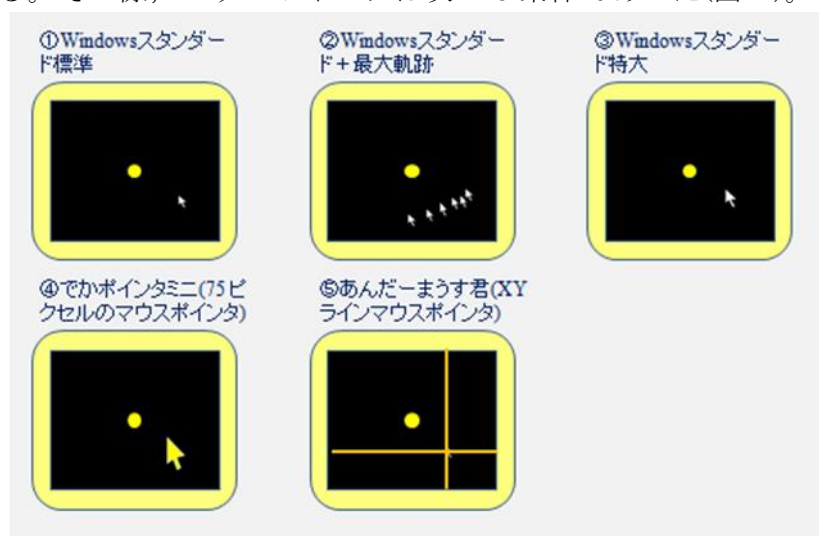 ①Windowsスタンダー
ド標準
②Windowsスタンダー
ド+最大軌跡
③Windowsスタンダー
ド特大
④でかポインタミニ(75ピ
クセルのマウスポインタ)
⑤あんだーまうす君(XY
ラインマウスポインタ)